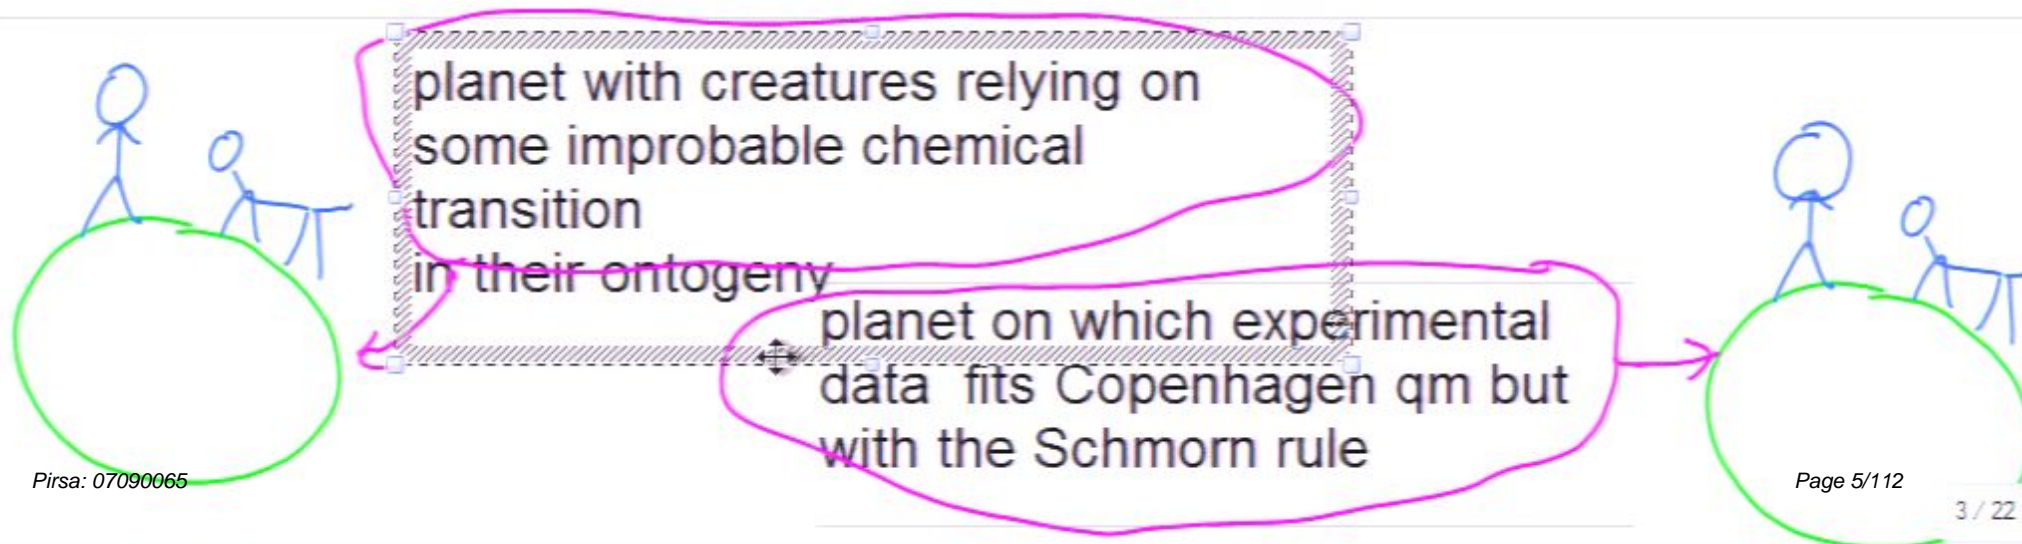 planet with creatures relying on
some improbable chemical
transition
in their ontogeny
planet on which experimental
data  fits Copenhagen qm but
with the Schmorn rule
Pirsa: 07090065
Page 5/112
3 / 22